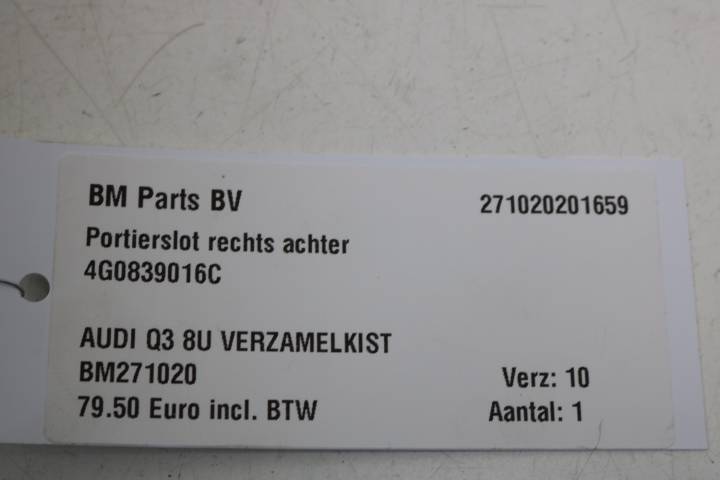 BM Parts BV 271020201659
Portierslot rechts achter
4G0839016C
AUDI Q3 8U VERZAMELKIST
BM271020 Verz: 10
79.50 Euro incl. BTW Aantal: 1